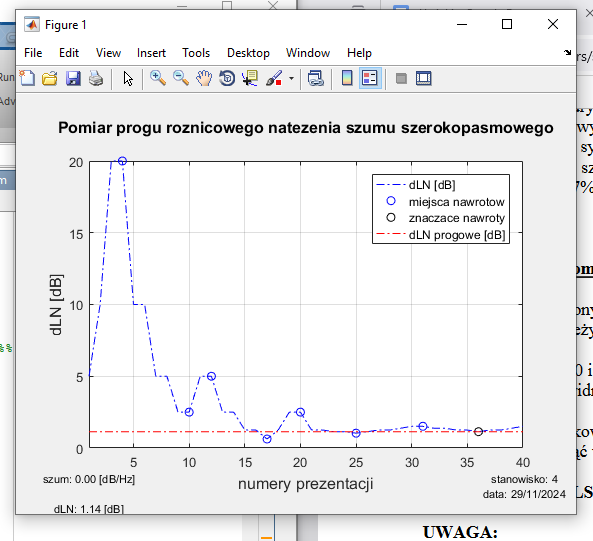 Figure 1
File Edit View Insert Tools Desktop Window Help
Run
Adv
m
%%
Pomiar progu roznicowego natezenia szumu szerokopasmowego
dLN [dB]
20
15
10
5
0
dLN [dB]
miejsca nawrotow
znaczace nawroty
dLN progowe [dB]
5 10 15 20 25 30 35 40
numery prezentacji
szum: 0.00 [dB/Hz]
stanowisko: 4
data: 29/11/2024
dLN: 1.14 [dB]
UWAGA: